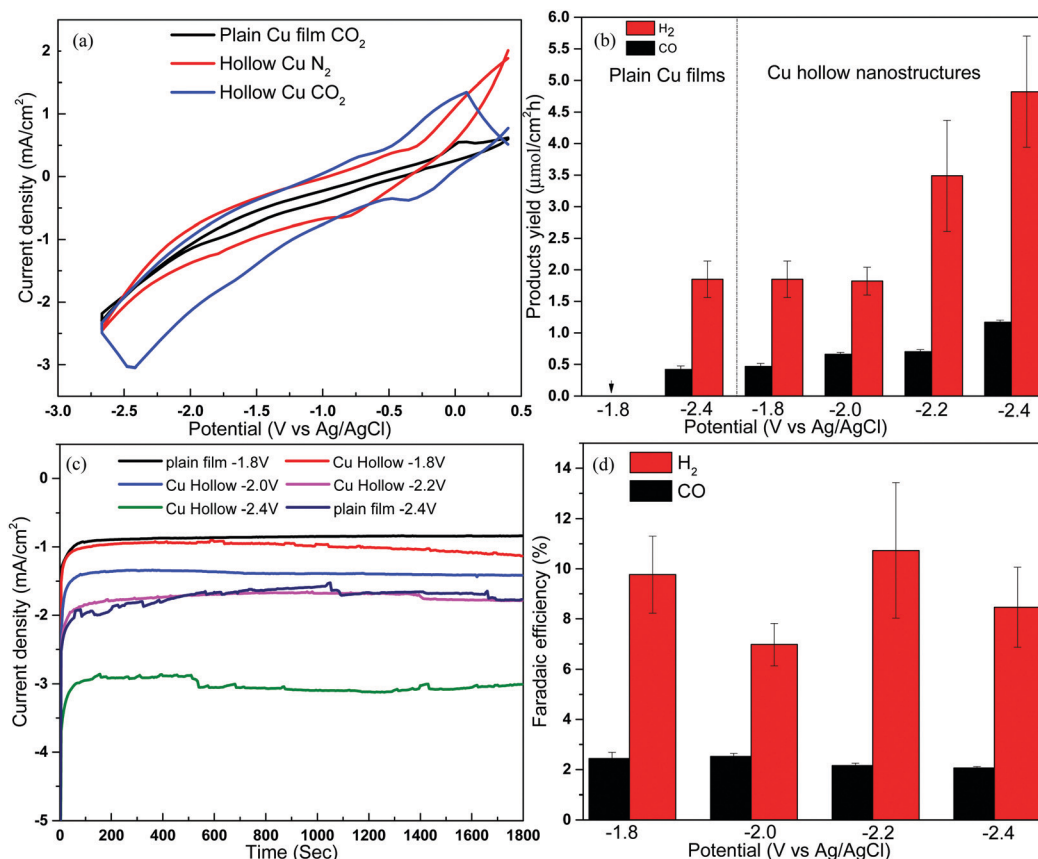 (a)
Plain Cu film CO2
Hollow Cu N2
Hollow Cu CO2
Current density (mA/cm2)
2
1
0
-1
-2
-3
-3.0 -2.5 -2.0 -1.5 -1.0 -0.5 0.0 0.4
Potential (V vs Ag/AgCl)
(b)
H2
CO
Plain Cu films
Cu hollow nanostructures
Products yield (μmol/cm2h)
6.0
5.5
5.0
4.5
4.0
3.5
3.0
2.5
2.0
1.5
1.0
0.5
0.0
-1.8 -2.4 -1.8 -2.0 -2.2 -2.4
Potential (V vs Ag/AgCl)
(c)
plain film -1.8V Cu Hollow -1.8V
Cu Hollow -2.0V Cu Hollow -2.2V
Cu Hollow -2.4V plain film -2.4V
Current density (mA/cm2)
0
-1
-2
-3
-4
-5
0 200 400 600 800 1000 1200 1400 1600 1800
Time (Sec)
(d)
H2
CO
Faradaic efficiency (%)
14
12
10
8
6
4
2
0
-1.8 -2.0 -2.2 -2.4
Potential (V vs Ag/AgCl)